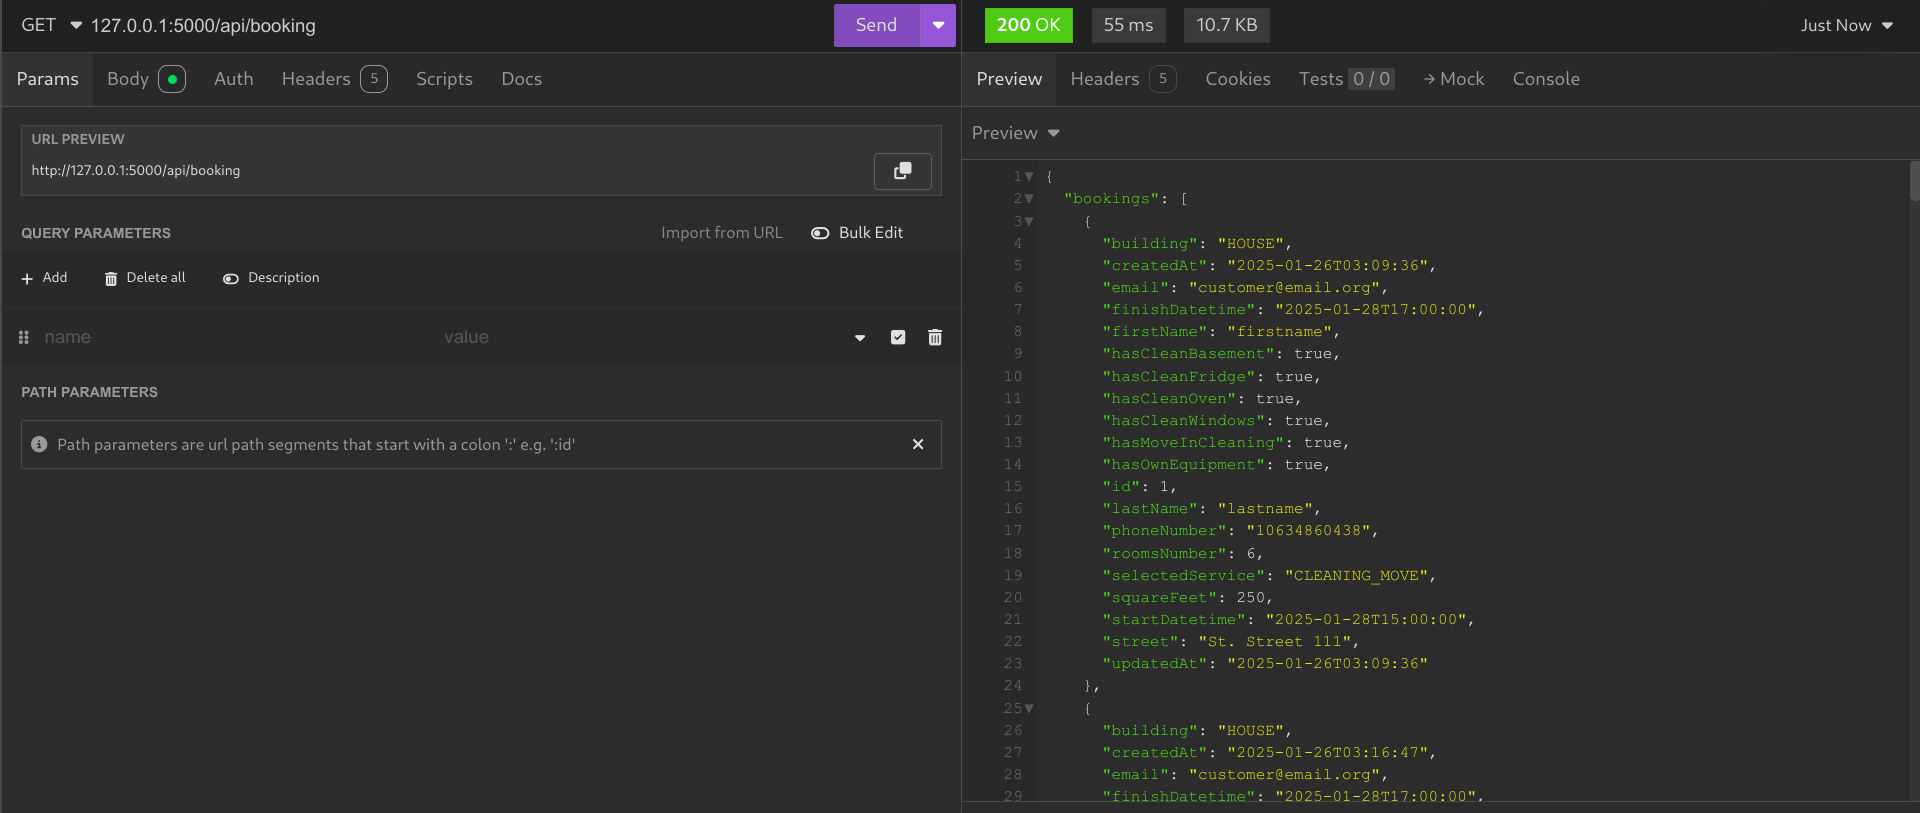 GET 127.0.0.1:5000/api/booking Send
Params Body Auth Headers 5 Scripts Docs
URL PREVIEW
http://127.0.0.1:5000/api/booking
QUERY PARAMETERS Import from URL Bulk Edit
Add Delete all Description
name value
PATH PARAMETERS
Path parameters are url path segments that start with a colon ':' e.g. ':id'
200 OK 55 ms 10.7 KB Just Now
Preview Headers 5 Cookies Tests 0 / 0 → Mock Console
Preview
1 {
2 "bookings": [
3 {
4 "building": "HOUSE",
5 "createdAt": "2025-01-26T03:09:36",
6 "email": "customer@email.org",
7 "finishDatetime": "2025-01-28T17:00:00",
8 "firstName": "firstname",
9 "hasCleanBasement": true,
10 "hasCleanFridge": true,
11 "hasCleanOven": true,
12 "hasCleanWindows": true,
13 "hasMoveInCleaning": true,
14 "hasOwnEquipment": true,
15 "id": 1,
16 "lastName": "lastname",
17 "phoneNumber": "10634860438",
18 "roomsNumber": 6,
19 "selectedService": "CLEANING_MOVE",
20 "squareFeet": 250,
21 "startDatetime": "2025-01-28T15:00:00",
22 "street": "St. Street 111",
23 "updatedAt": "2025-01-26T03:09:36"
24 },
25 {
26 "building": "HOUSE",
27 "createdAt": "2025-01-26T03:16:47",
28 "email": "customer@email.org",
29 "finishDatetime": "2025-01-28T17:00:00",